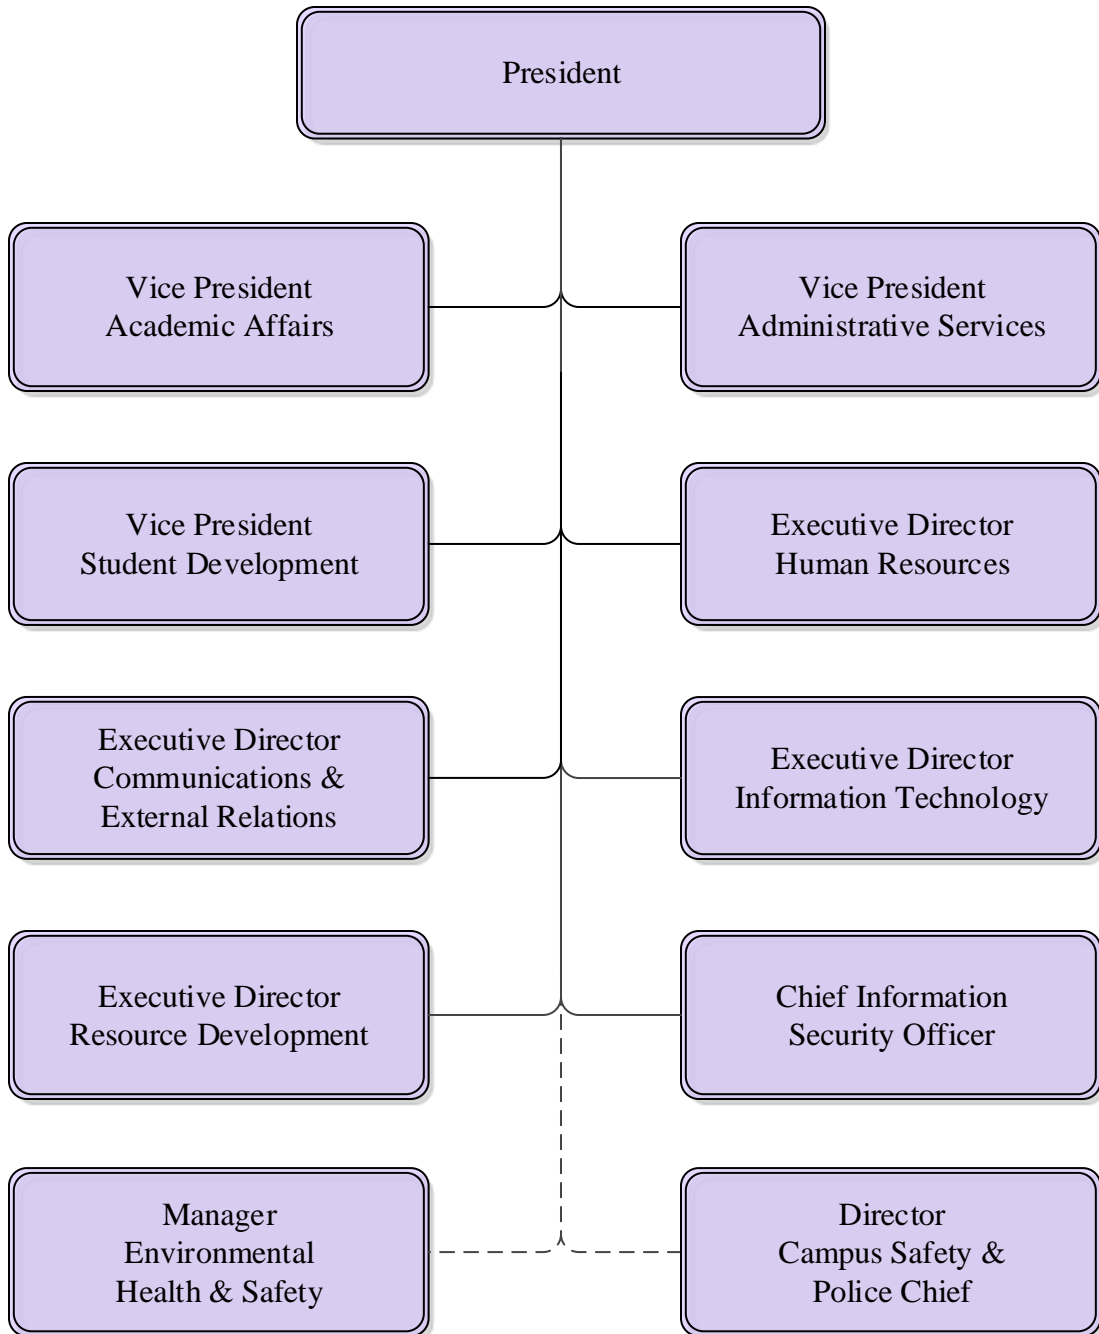 President
Vice President
Academic Affairs
Vice President
Administrative Services
Vice President
Student Development
Executive Director
Human Resources
Executive Director
Communications &
External Relations
Executive Director
Information Technology
Executive Director
Resource Development
Chief Information
Security Officer
Manager
Environmental
Health & Safety
Director
Campus Safety &
Police Chief